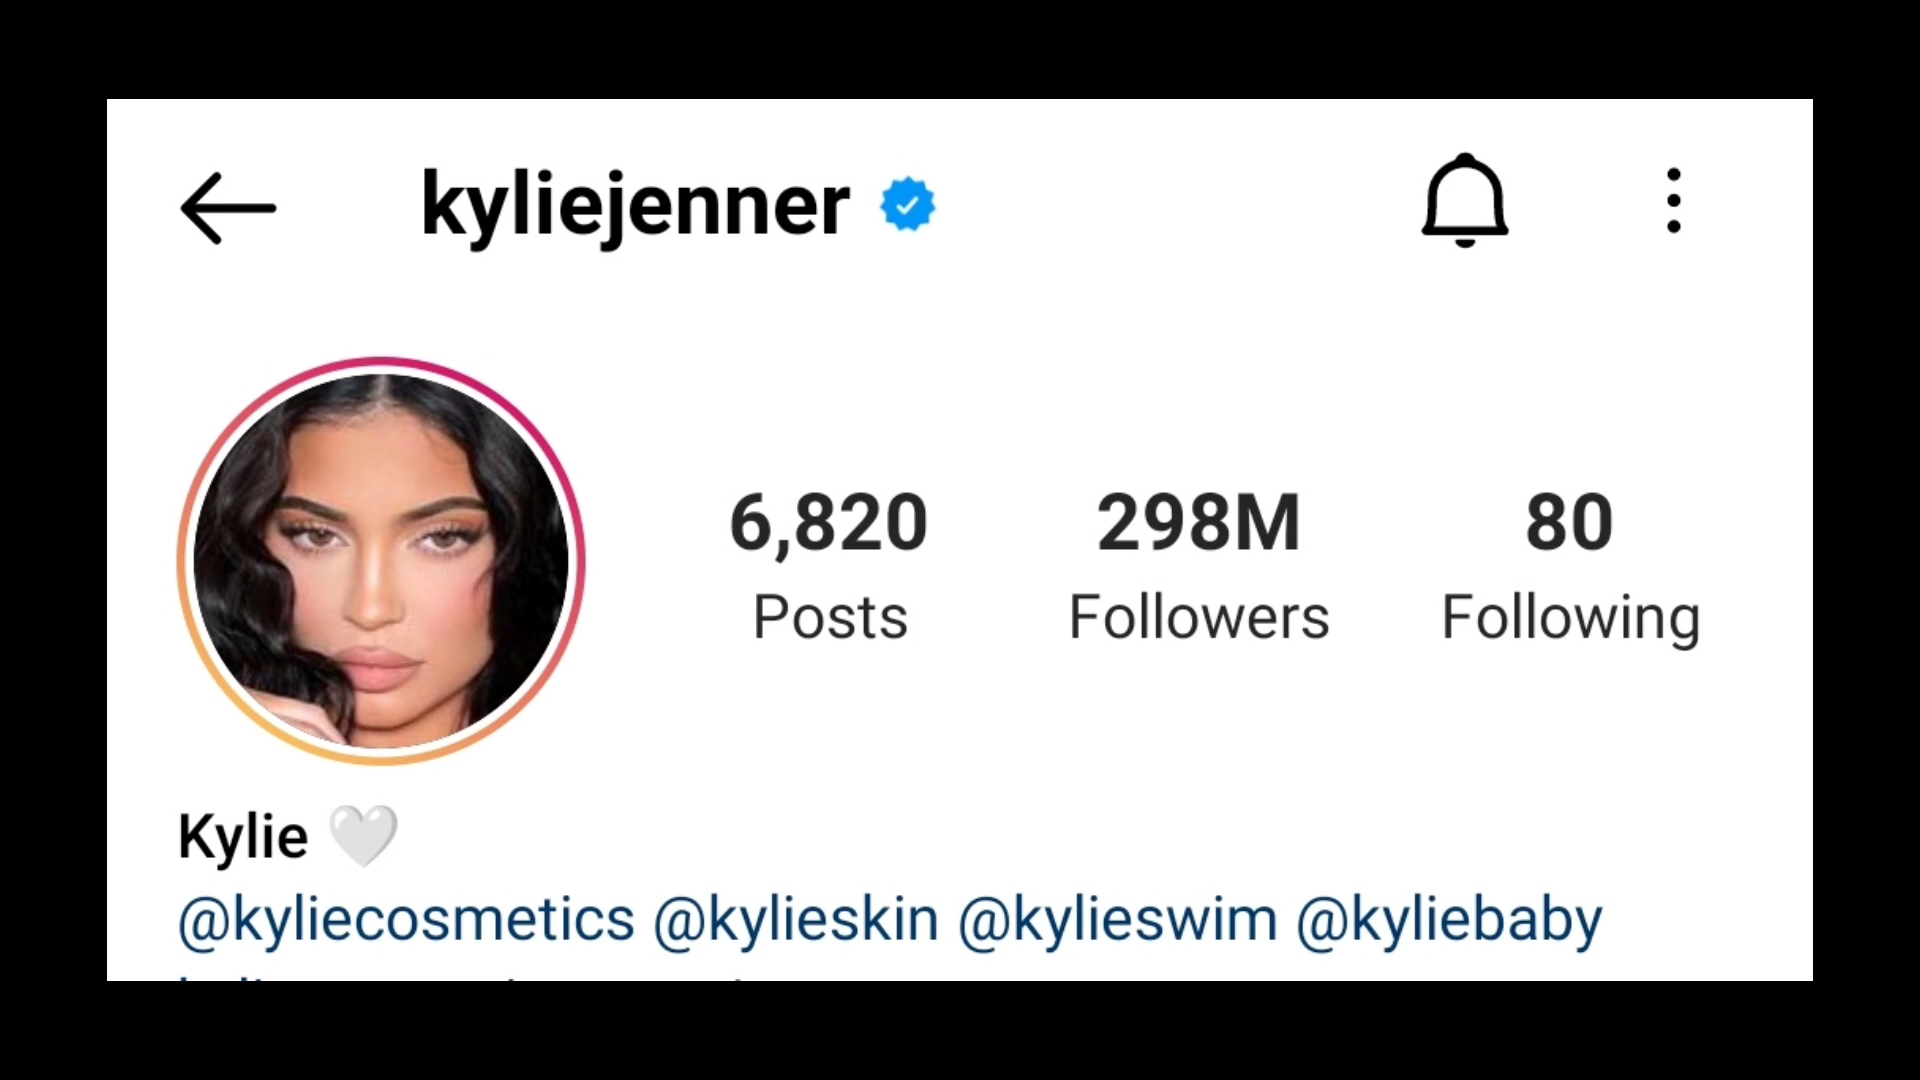 kyliejenner
6,820 298M 80
Posts Followers Following
Kylie 🤍
@kyliecosmetics @kylieskin @kylieswim @kyliebaby